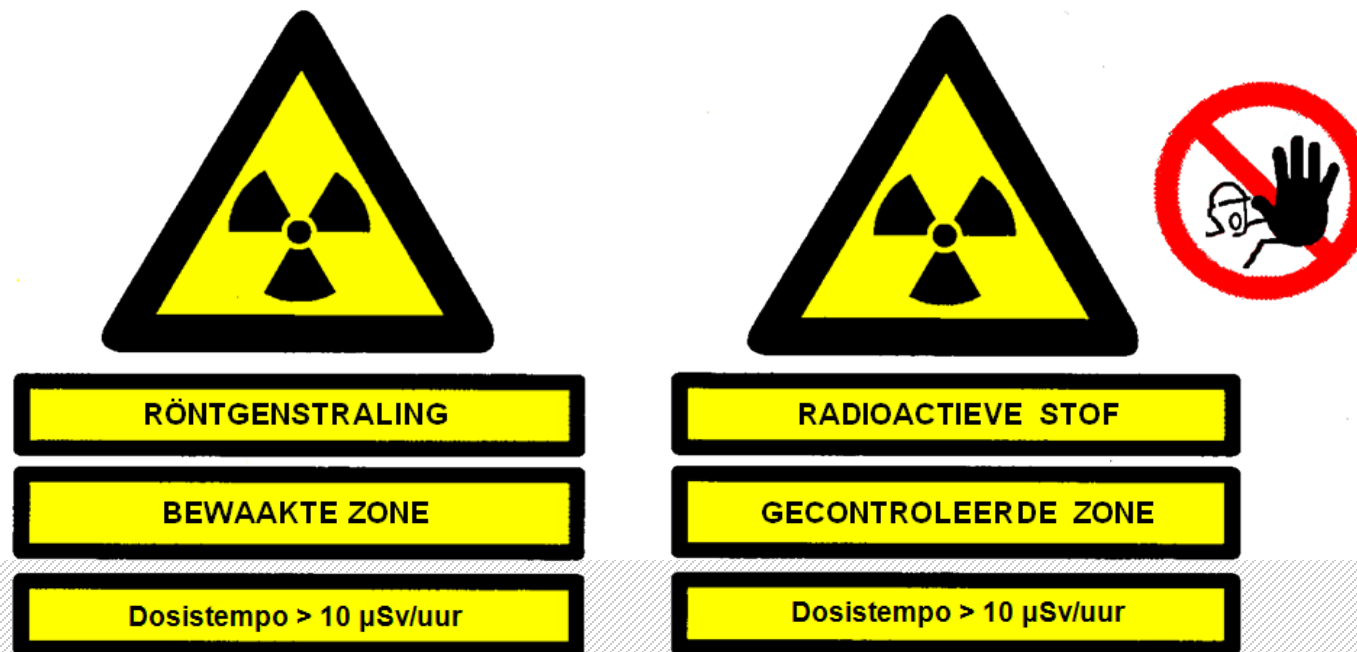 RÖNTGENSTRALING
BEWAAKTE ZONE
Dosistempo > 10 µSv/uur
RADIOACTIEVE STOF
GECONTROLEERDE ZONE
Dosistempo > 10 µSv/uur